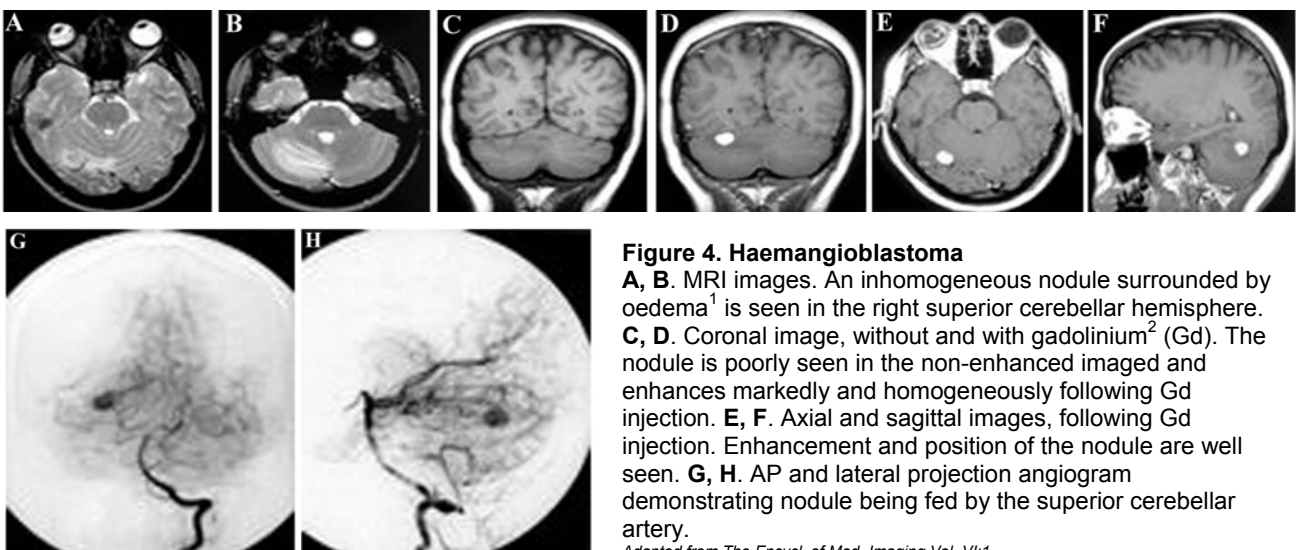 A
B
C
D
E
F
G
H
Figure 4. Haemangioblastoma
A, B. MRI images. An inhomogeneous nodule surrounded by
oedema1 is seen in the right superior cerebellar hemisphere.
C, D. Coronal image, without and with gadolinium2 (Gd). The
nodule is poorly seen in the non-enhanced imaged and
enhances markedly and homogeneously following Gd
injection. E, F. Axial and sagittal images, following Gd
injection. Enhancement and position of the nodule are well
seen. G, H. AP and lateral projection angiogram
demonstrating nodule being fed by the superior cerebellar
artery.
Adapted from The Encycl. of Med. Imaging Vol.